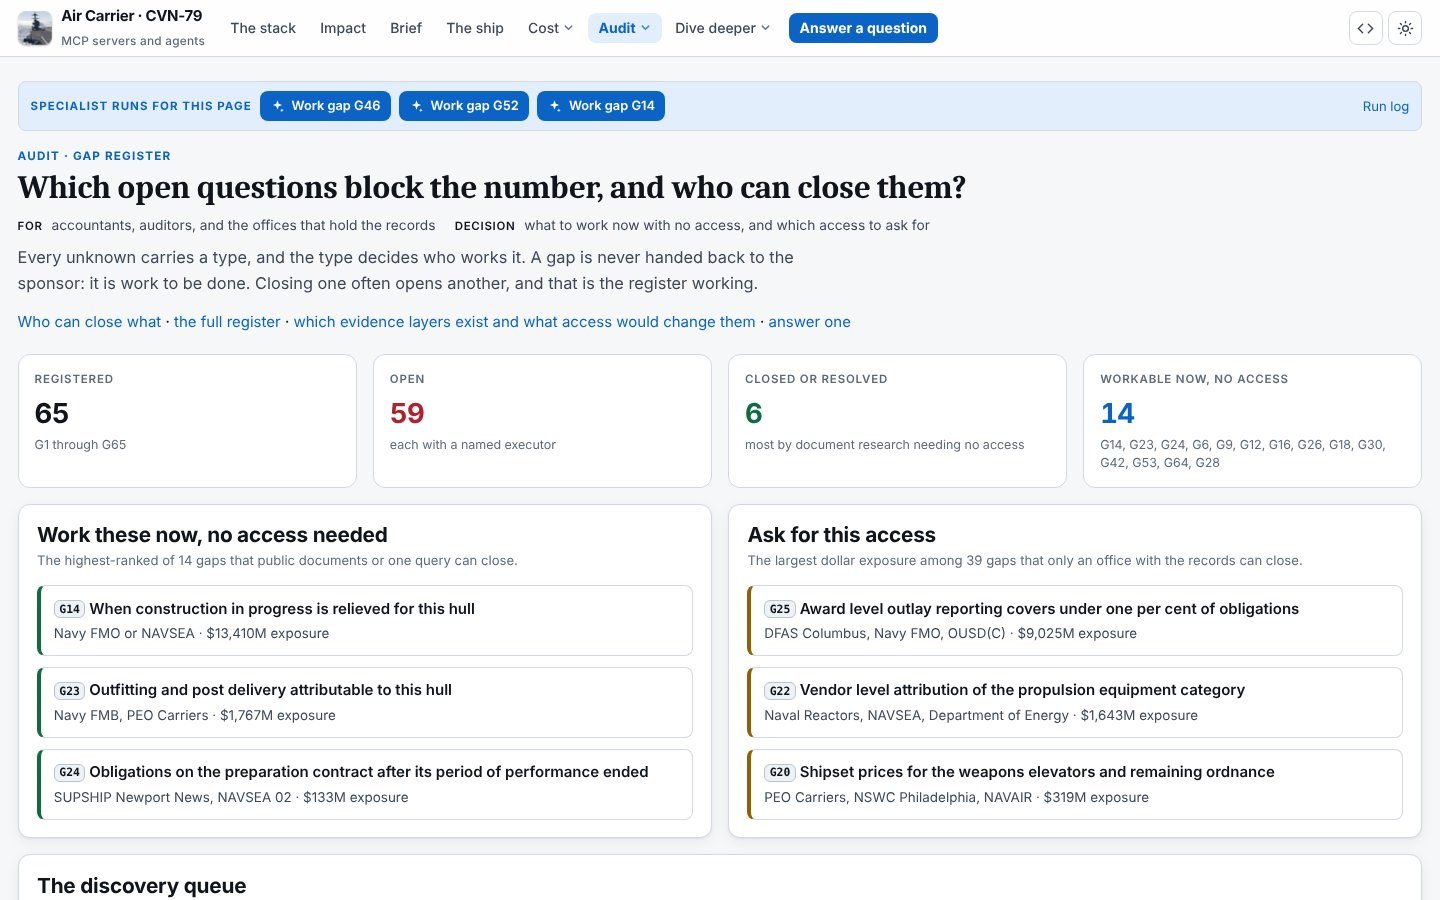 Air Carrier · CVN-79
MCP servers and agents
The stack
Impact
Brief
The ship
Cost
Audit
Dive deeper
Answer a question
SPECIALIST RUNS FOR THIS PAGE
Work gap G46
Work gap G52
Work gap G14
Run log
AUDIT · GAP REGISTER
Which open questions block the number, and who can close them?
FOR accountants, auditors, and the offices that hold the records DECISION what to work now with no access, and which access to ask for
Every unknown carries a type, and the type decides who works it. A gap is never handed back to the
sponsor: it is work to be done. Closing one often opens another, and that is the register working.
Who can close what · the full register · which evidence layers exist and what access would change them · answer one
REGISTERED
65
G1 through G65
OPEN
59
each with a named executor
CLOSED OR RESOLVED
6
most by document research needing no access
WORKABLE NOW, NO ACCESS
14
G14, G23, G24, G6, G9, G12, G16, G26, G18, G30,
G42, G53, G64, G28
Work these now, no access needed
The highest-ranked of 14 gaps that public documents or one query can close.
G14 When construction in progress is relieved for this hull
Navy FMO or NAVSEA · $13,410M exposure
G23 Outfitting and post delivery attributable to this hull
Navy FMB, PEO Carriers · $1,767M exposure
G24 Obligations on the preparation contract after its period of performance ended
SUPSHIP Newport News, NAVSEA 02 · $133M exposure
Ask for this access
The largest dollar exposure among 39 gaps that only an office with the records can close.
G25 Award level outlay reporting covers under one per cent of obligations
DFAS Columbus, Navy FMO, OUSD(C) · $9,025M exposure
G22 Vendor level attribution of the propulsion equipment category
Naval Reactors, NAVSEA, Department of Energy · $1,643M exposure
G20 Shipset prices for the weapons elevators and remaining ordnance
PEO Carriers, NSWC Philadelphia, NAVAIR · $319M exposure
The discovery queue